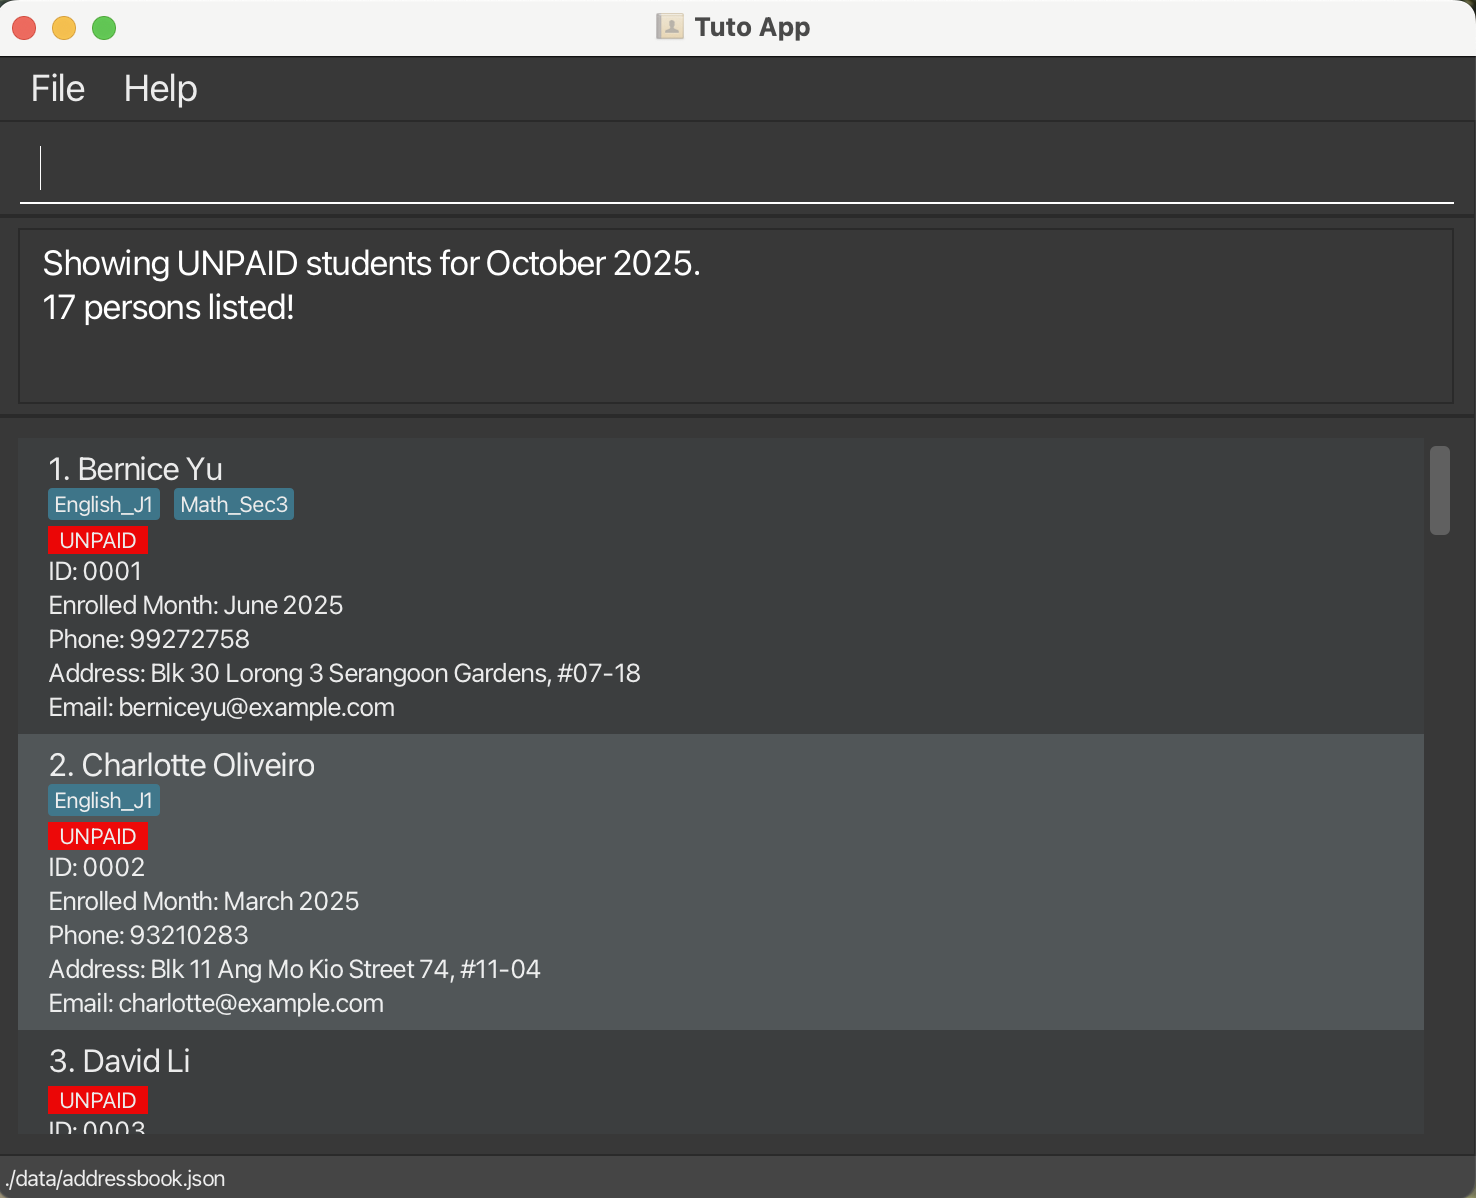 Tuto App
File Help
Showing UNPAID students for October 2025.
17 persons listed!
1. Bernice Yu
English_J1 Math_Sec3
UNPAID
ID: 0001
Enrolled Month: June 2025
Phone: 99272758
Address: Blk 30 Lorong 3 Serangoon Gardens, #07-18
Email: berniceyu@example.com
2. Charlotte Oliveiro
English_J1
UNPAID
ID: 0002
Enrolled Month: March 2025
Phone: 93210283
Address: Blk 11 Ang Mo Kio Street 74, #11-04
Email: charlotte@example.com
3. David Li
UNPAID
ID: 0003
./data/addressbook.json